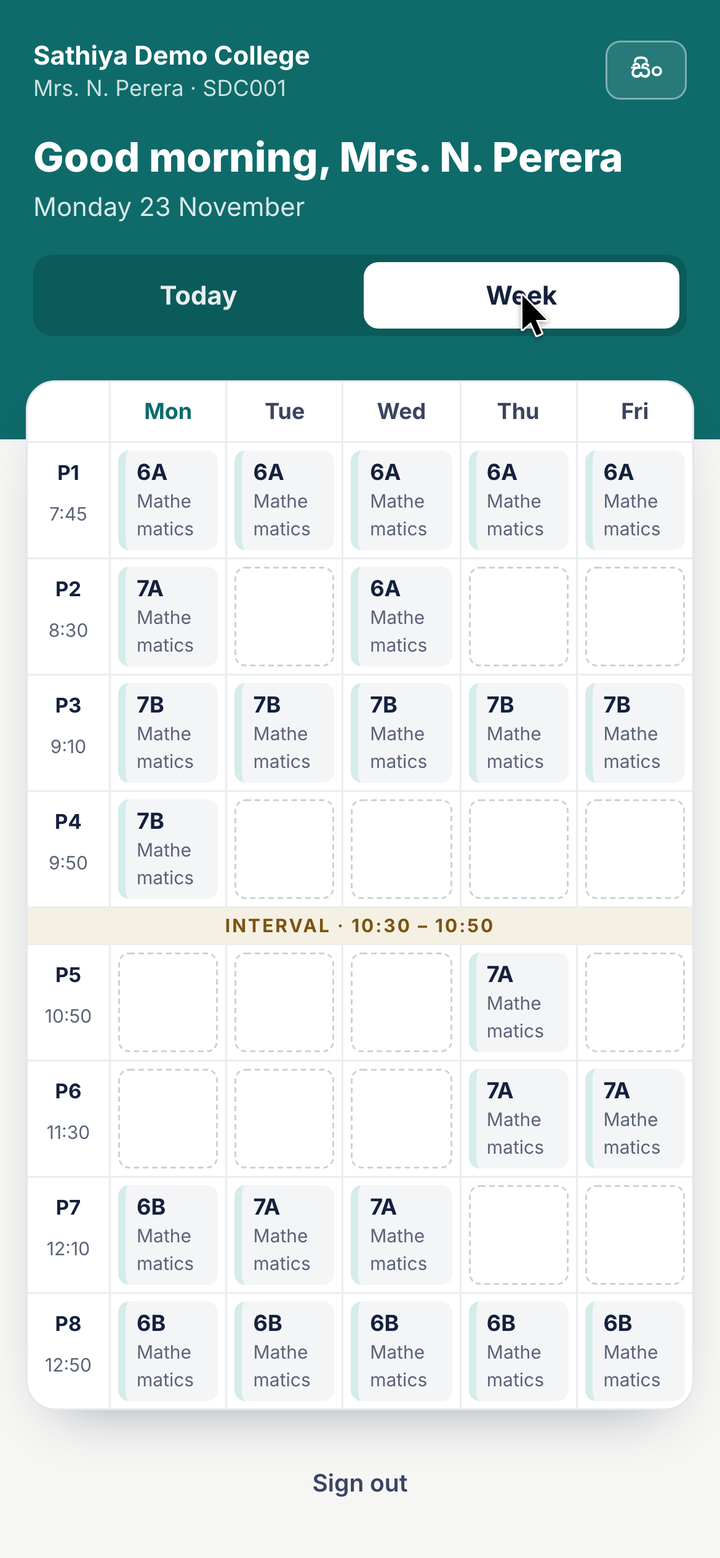 Sathiya Demo College
Mrs. N. Perera · SDC001
සිං
Good morning, Mrs. N. Perera
Monday 23 November
Today Week
Mon Tue Wed Thu Fri
P1 6A 6A 6A 6A 6A
Mathe Mathe Mathe Mathe Mathe
7:45 matics matics matics matics matics
P2 7A 6A
Mathe Mathe
8:30 matics matics
P3 7B 7B 7B 7B 7B
Mathe Mathe Mathe Mathe Mathe
9:10 matics matics matics matics matics
P4 7B
Mathe
9:50 matics
INTERVAL · 10:30 – 10:50
P5 7A
Mathe
10:50 matics
P6 7A 7A
Mathe Mathe
11:30 matics matics
P7 6B 7A 7A
Mathe Mathe Mathe
12:10 matics matics matics
P8 6B 6B 6B 6B 6B
Mathe Mathe Mathe Mathe Mathe
12:50 matics matics matics matics matics
Sign out